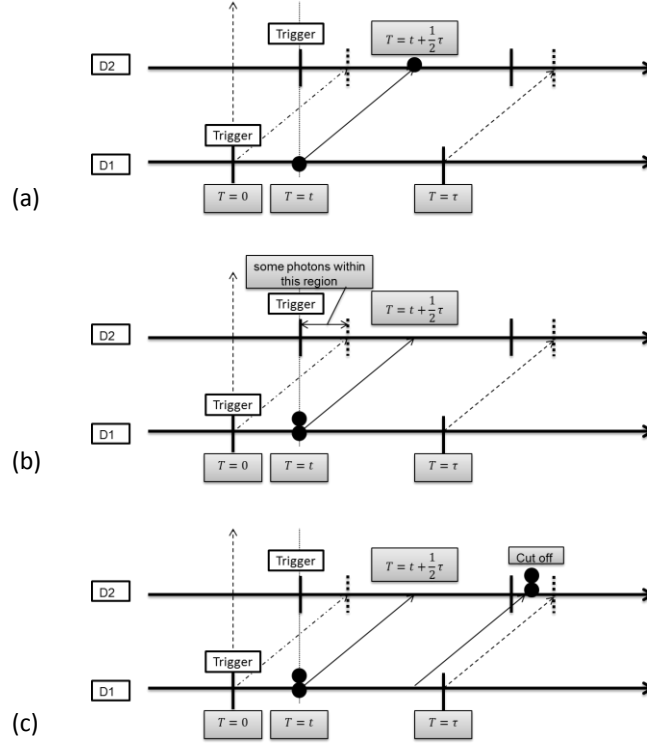 Trigger
T = t + 1/2 τ
D2
Trigger
D1
(a)
T = 0
T = t
T = τ
some photons within
this region
Trigger
T = t + 1/2 τ
D2
Trigger
D1
(b)
T = 0
T = t
T = τ
Trigger
T = t + 1/2 τ
Cut off
D2
Trigger
D1
(c)
T = 0
T = t
T = τ